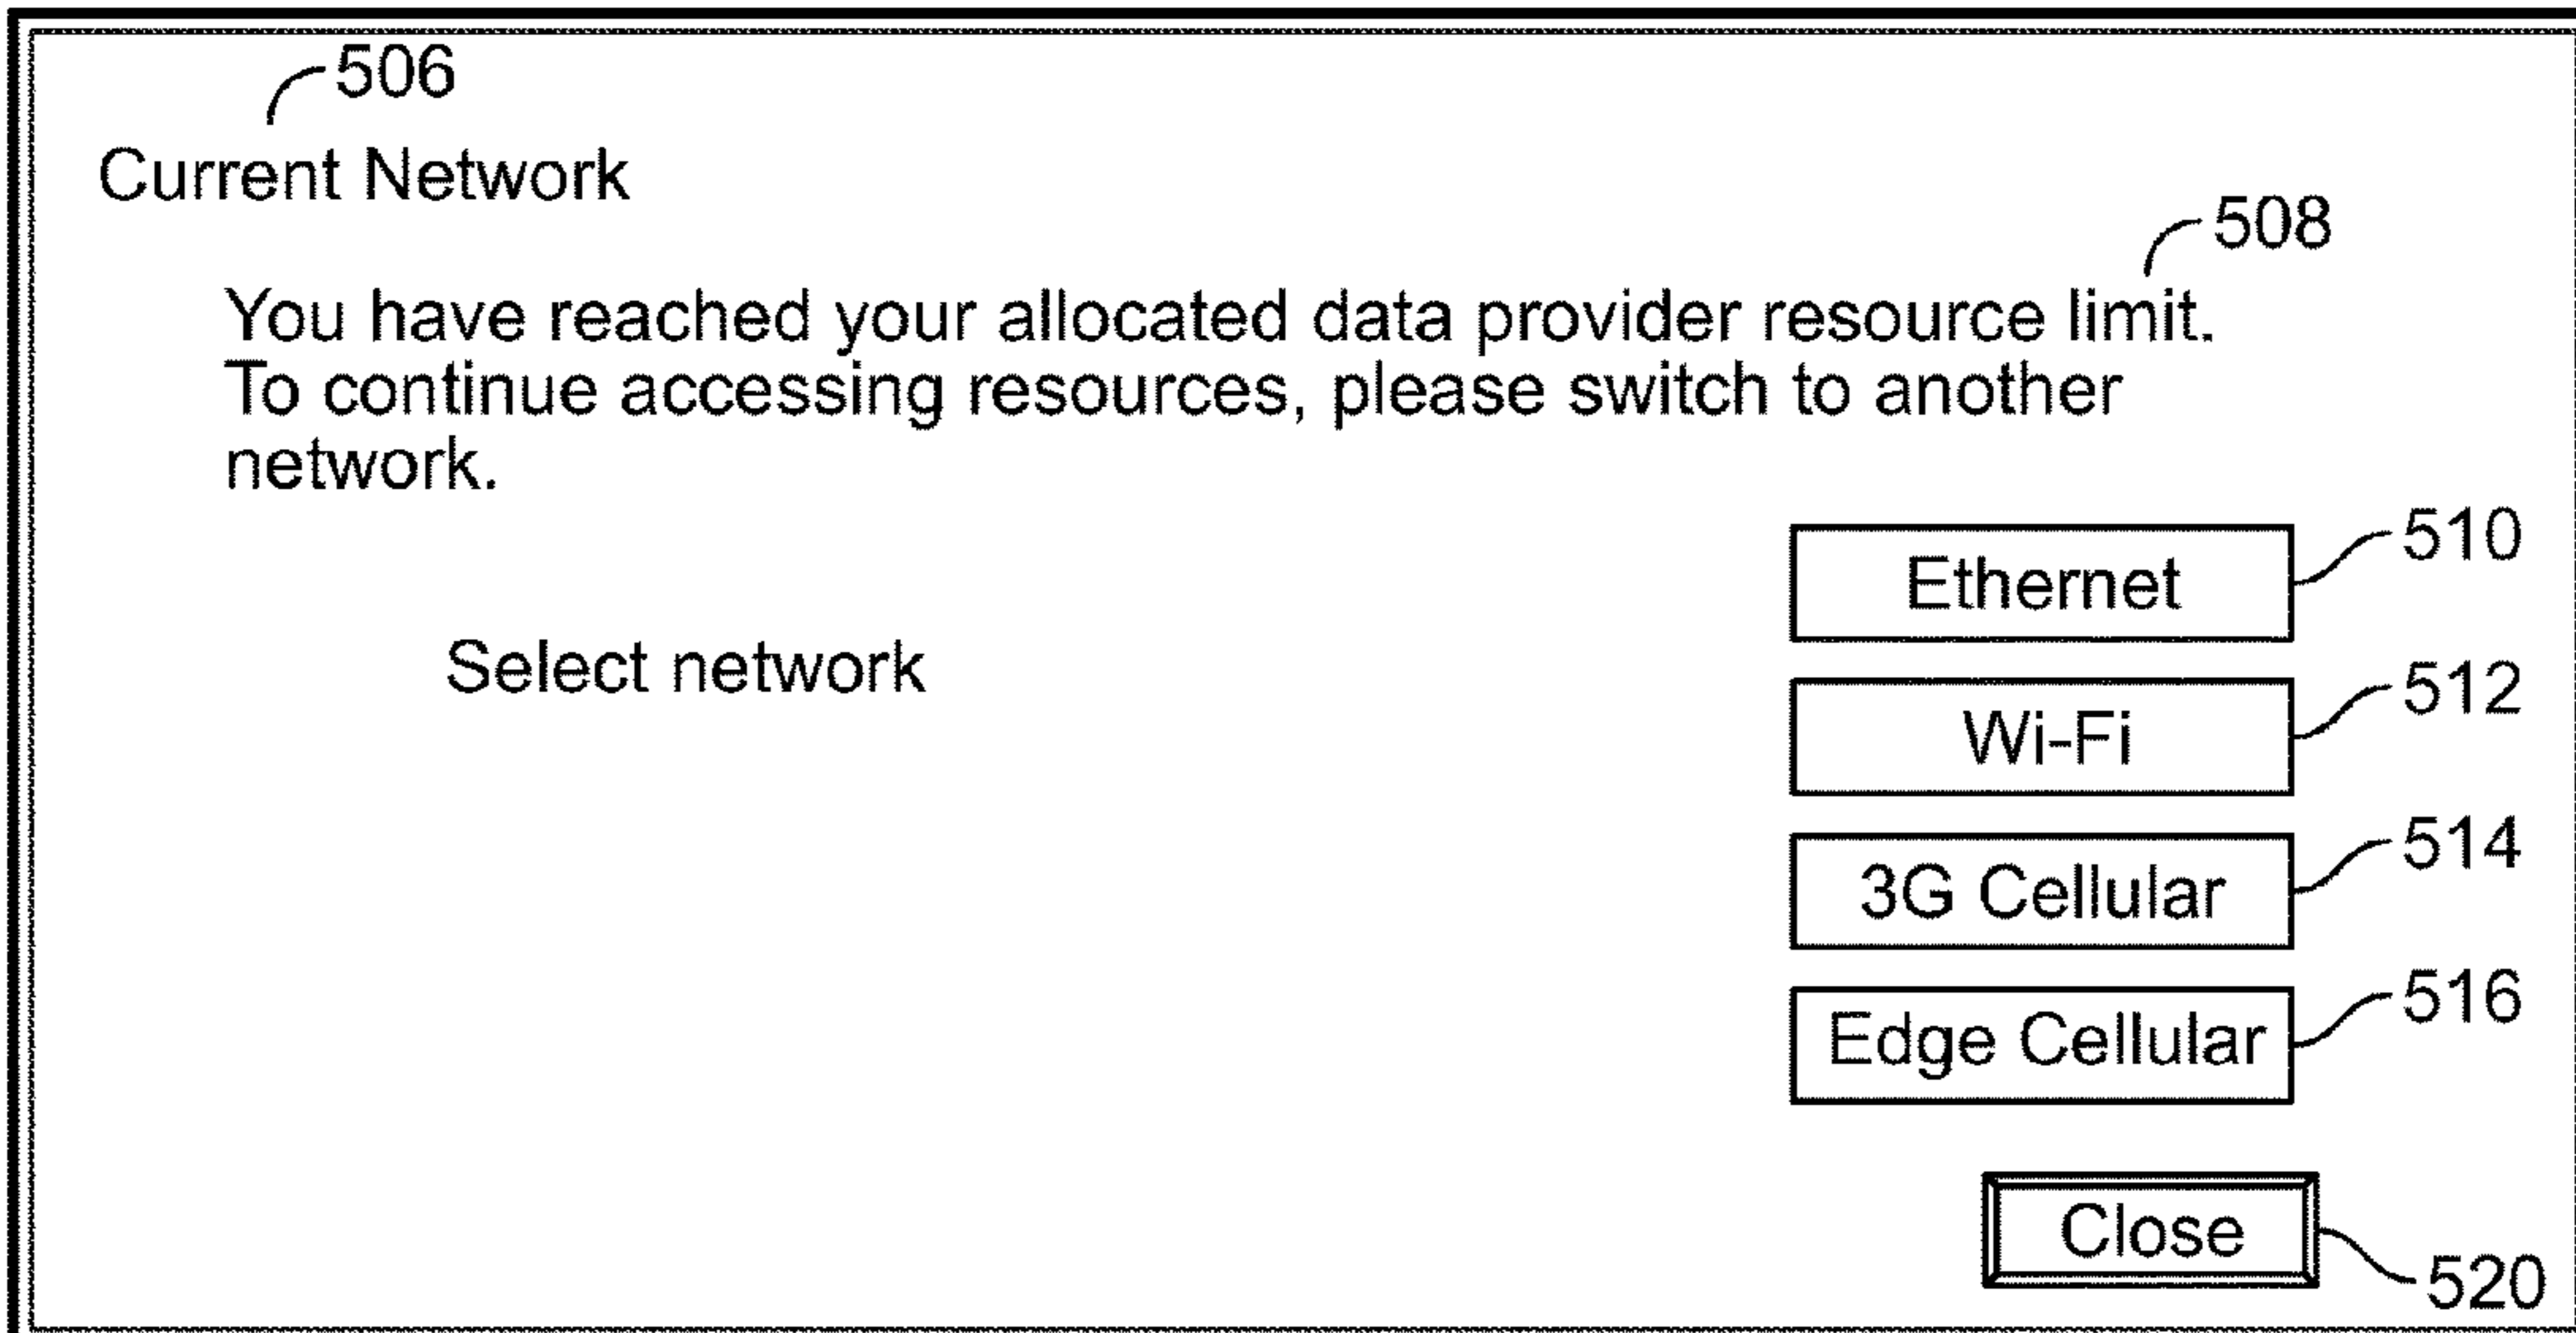 506
Current Network
508
You have reached your allocated data provider resource limit.
To continue accessing resources, please switch to another
network.
Ethernet
510
Select network
Wi-Fi
512
3G Cellular
514
Edge Cellular
516
Close
520